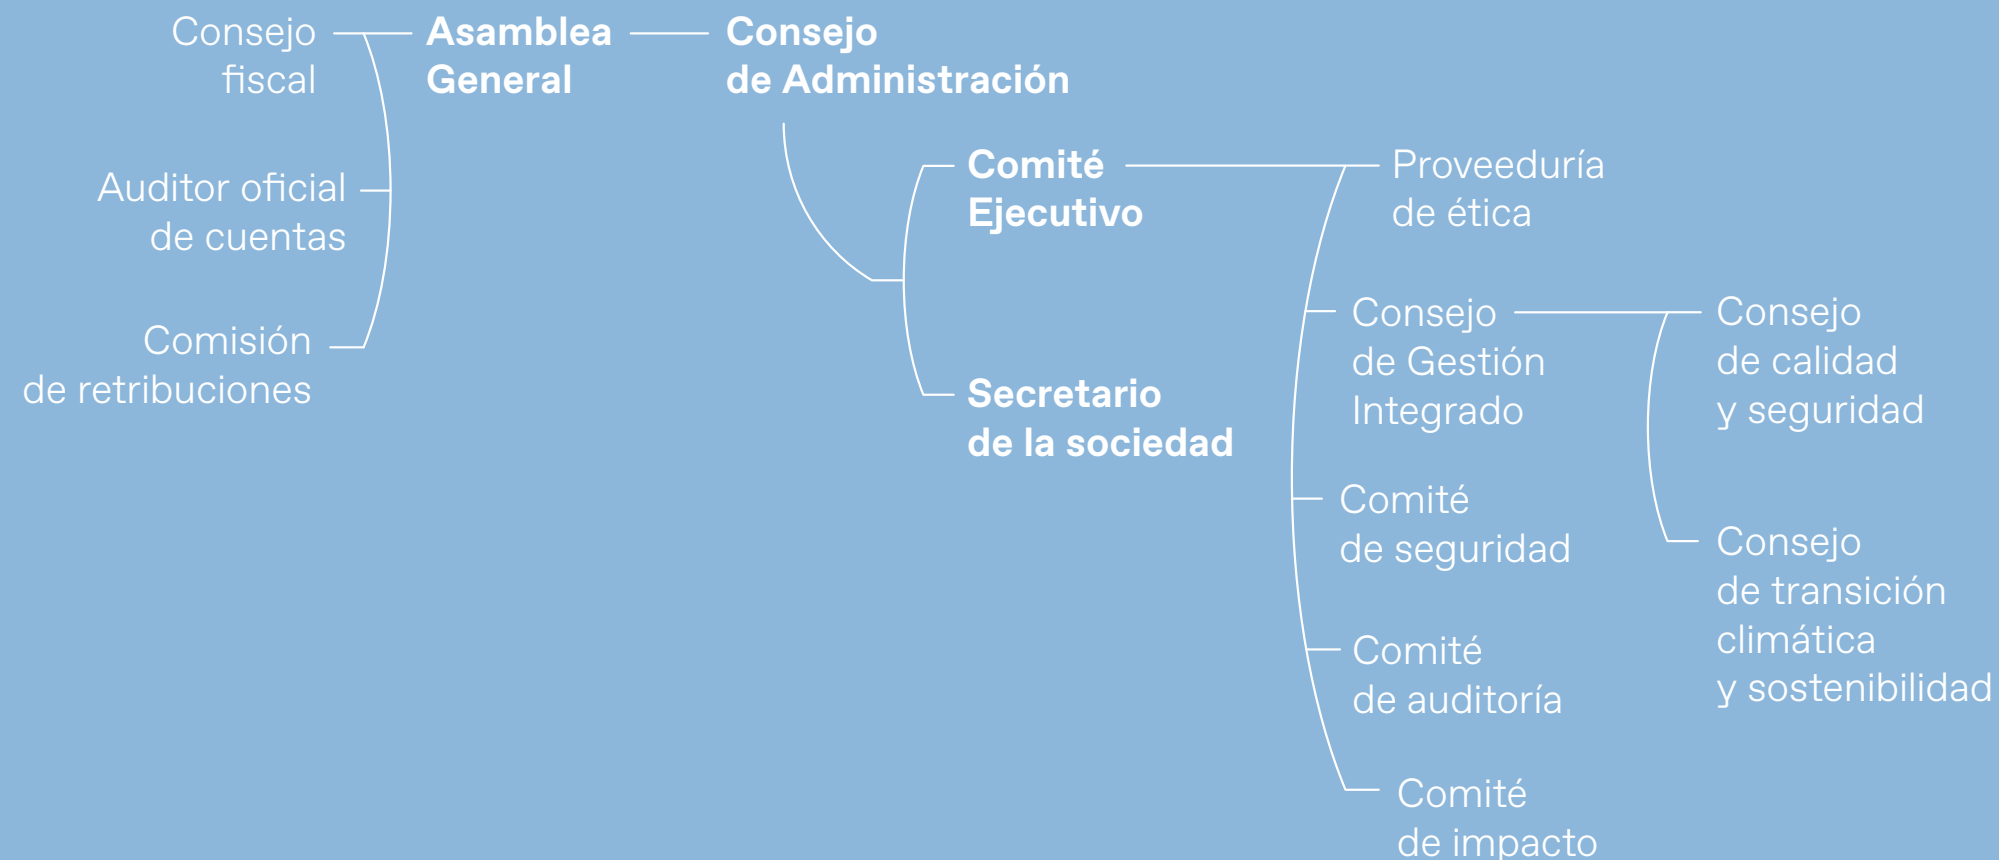 Consejo
fiscal
Asamblea
General
Consejo
de Administración
Auditor oficial
de cuentas
Comisión
de retribuciones
Comité
Ejecutivo
Secretario
de la sociedad
Proveeduría
de ética
Consejo
de Gestión
Integrado
Consejo
de calidad
y seguridad
Comité
de seguridad
Consejo
de transición
climática
y sostenibilidad
Comité
de auditoría
Comité
de impacto